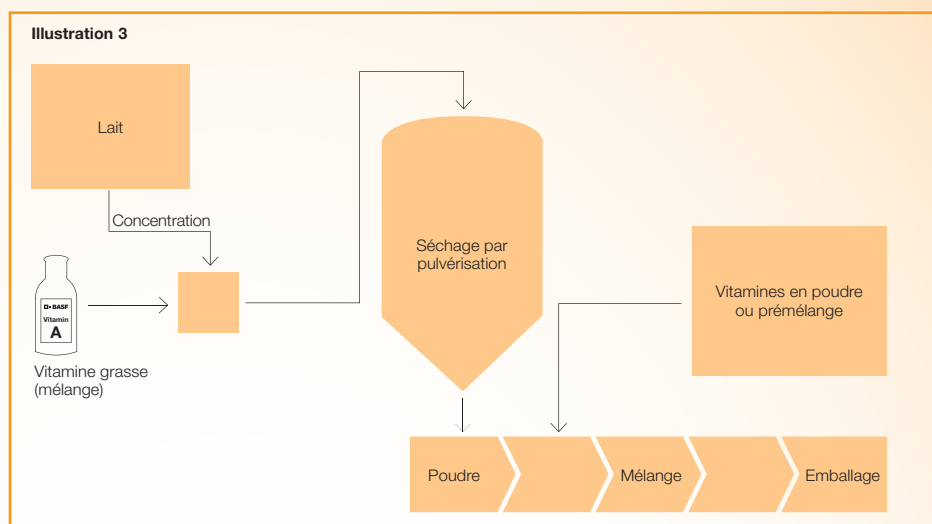 Illustration 3
Lait
Concentration
BASF
Vitamin
A
Vitamine grasse
(mélange)
Séchage par
pulvérisation
Vitamines en poudre
ou prémélange
Poudre
Mélange
Emballage